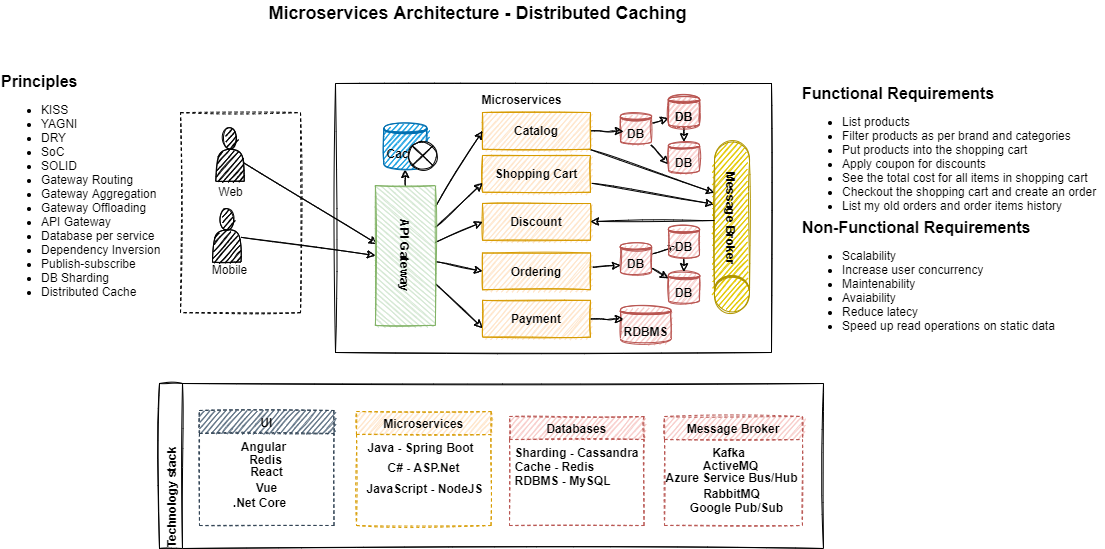 Microservices Architecture - Distributed Caching
Principles
KISS
YAGNI
DRY
SoC
SOLID
Gateway Routing
Gateway Aggregation
Gateway Offloading
API Gateway
Database per service
Dependency Inversion
Publish-subscribe
DB Sharding
Distributed Cache
Web
Mobile
Microservices
Cac
API Gateway
Catalog
Shopping Cart
Discount
Ordering
Payment
DB
DB
DB
DB
DB
DB
RDBMS
Message Broker
Functional Requirements
List products
Filter products as per brand and categories
Put products into the shopping cart
Apply coupon for discounts
See the total cost for all items in shopping cart
Checkout the shopping cart and create an order
List my old orders and order items history
Non-Functional Requirements
Scalability
Increase user concurrency
Maintenability
Avaiability
Reduce latecy
Speed up read operations on static data
Technology stack
UI
Angular
Redis
React
Vue
.Net Core
Microservices
Java - Spring Boot
C# - ASP.Net
JavaScript - NodeJS
Databases
Sharding - Cassandra
Cache - Redis
RDBMS - MySQL
Message Broker
Kafka
ActiveMQ
Azure Service Bus/Hub
RabbitMQ
Google Pub/Sub